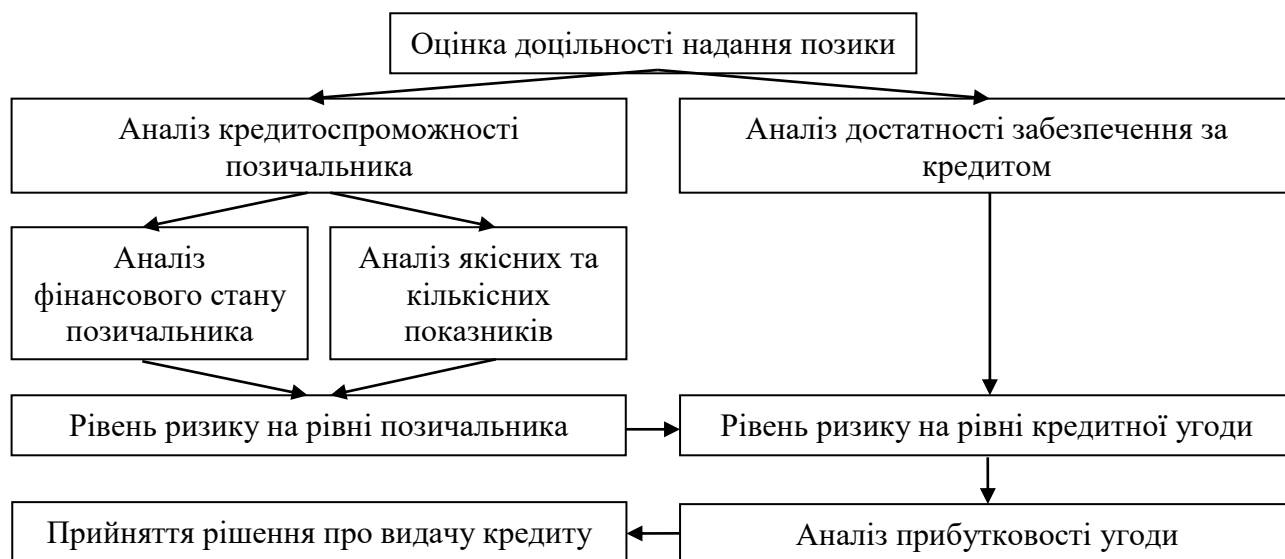 Оцінка доцільності надання позики
Аналіз кредитоспроможності
позичальника
Аналіз достатності забезпечення за
кредитом
Аналіз
фінансового стану
позичальника
Аналіз якісних та
кількісних
показників
Рівень ризику на рівні позичальника
Рівень ризику на рівні кредитної угоди
Прийняття рішення про видачу кредиту
Аналіз прибутковості угоди